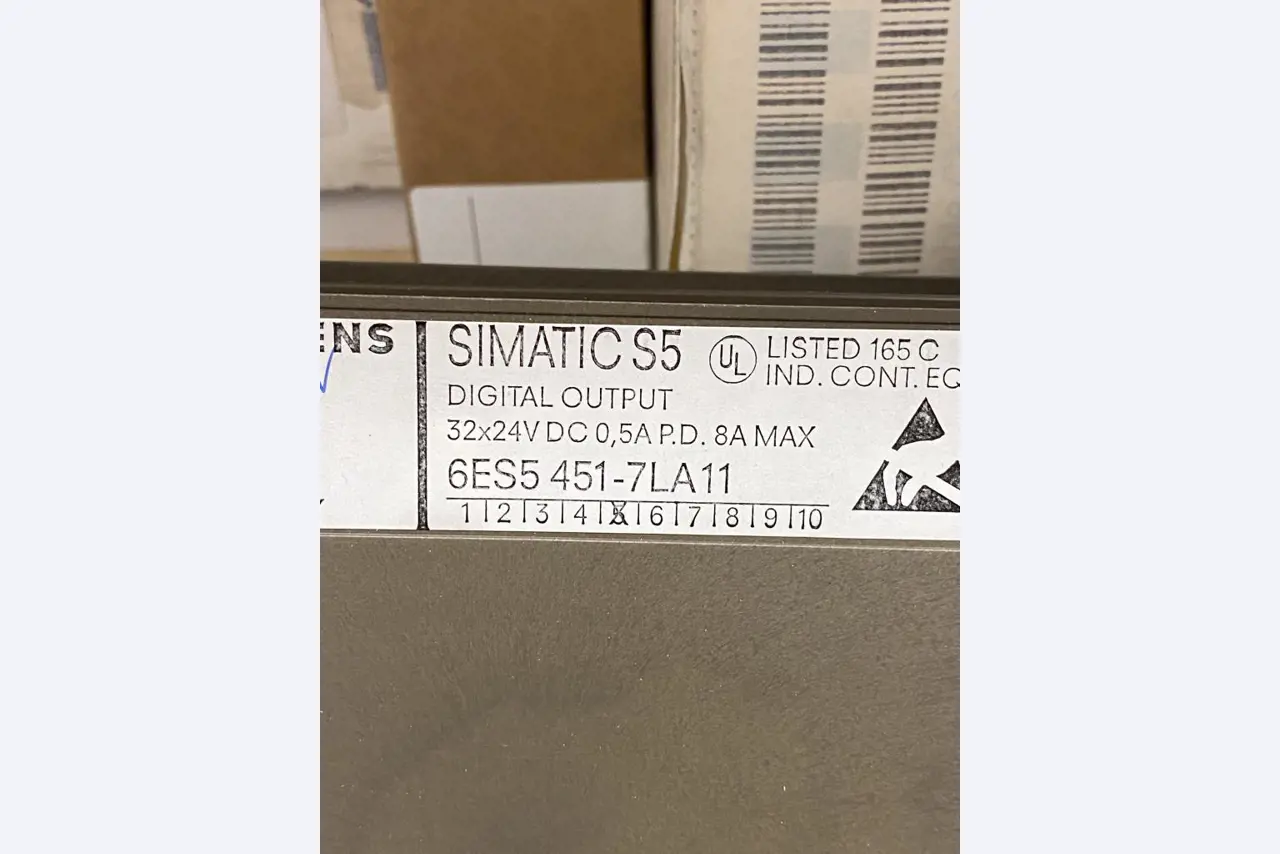 ENS
SIMATIC S5
DIGITAL OUTPUT
32x24V DC 0,5A P.D. 8A MAX
6ES5 451-7LA11
1 2 3 4 5 6 7 8 9 10
UL LISTED 165 C
IND. CONT. EQ